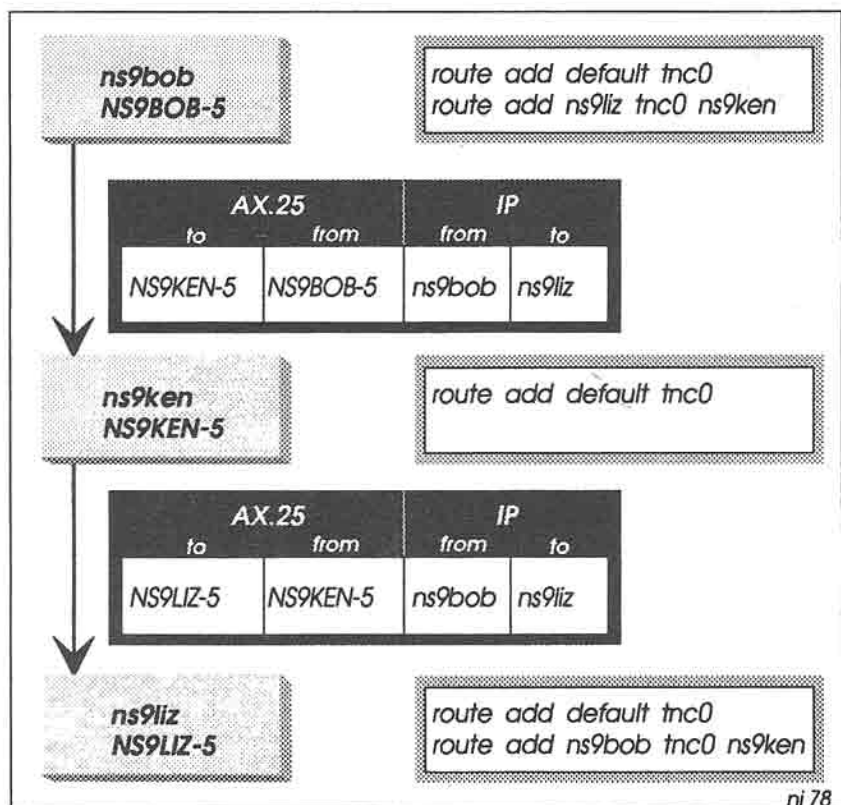 ns9bob
NS9BOB-5
route add default tnc0
route add ns9liz tnc0 ns9ken
AX.25 IP
to from from to
NS9KEN-5 NS9BOB-5 ns9bob ns9liz
ns9ken
NS9KEN-5
route add default tnc0
AX.25 IP
to from from to
NS9LIZ-5 NS9KEN-5 ns9bob ns9liz
ns9liz
NS9LIZ-5
route add default tnc0
route add ns9bob tnc0 ns9ken
ni 78